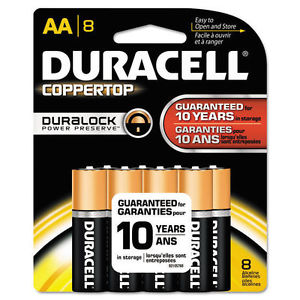 AA 8
Easy to
Open and Store
Facile à ouvrir
et à ranger
DURACELL®
COPPERTOP
DURALOCK
POWER PRESERVE™
GUARANTEED for
10 YEARS
in storage
GARANTIES pour
10 ANS lorsqu'elles
sont entreposées
GUARANTEED for
GARANTIES pour
10 YEARS
ANS
in storage lorsqu'elles sont
entreposées
DURACELL
8 Alkaline Batteries